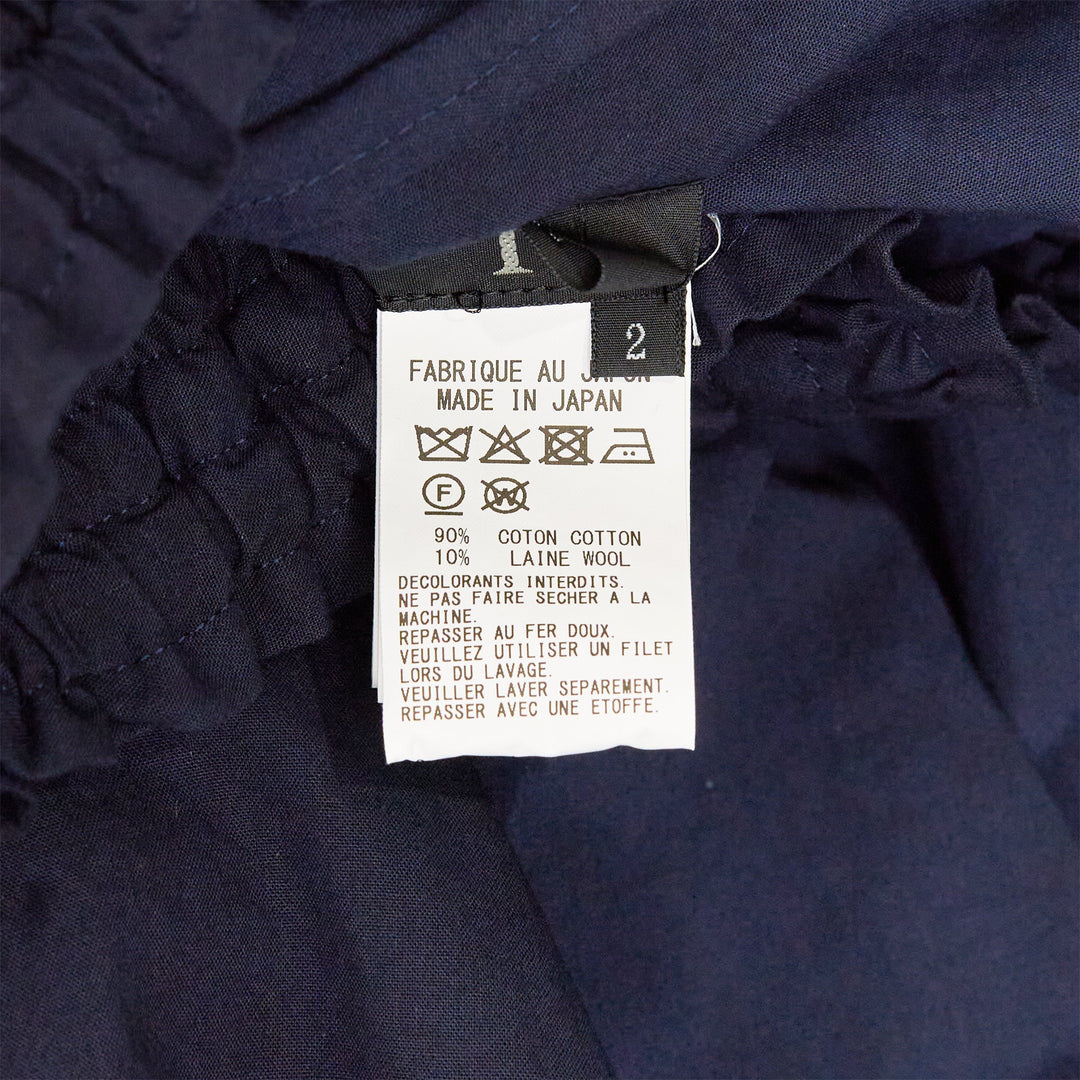 2
FABRIQUE AU JAPON
MADE IN JAPAN
F
W
90% COTON COTTON
10% LAINE WOOL
DECOLORANTS INTERDITS.
NE PAS FAIRE SECHER A LA
MACHINE.
REPASSER AU FER DOUX.
VEUILLEZ UTILISER UN FILET
LORS DU LAVAGE.
VEUILLER LAVER SEPAREMENT.
REPASSER AVEC UNE ETOFFE.